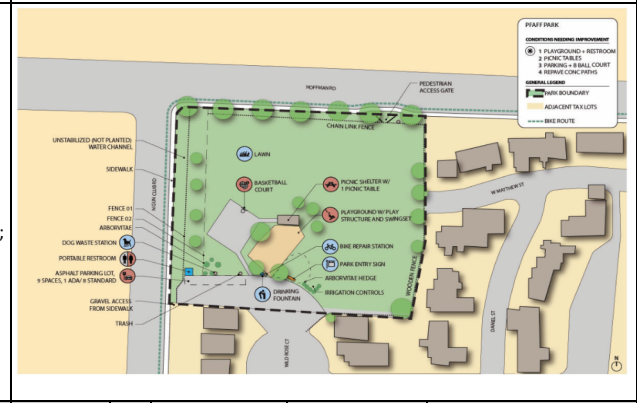 PFAFF PARK
CONDITIONS NEEDING IMPROVEMENT
1 PLAYGROUND + RESTROOM
2 PICNIC TABLES
3 PARKING + B BALL COURT
4 REPAVE CONC PATHS
GENERAL LEGEND
PARK BOUNDARY
ADJACENT TAX LOTS
BIKE ROUTE
PEDESTRIAN
ACCESS GATE
HOFFMAN RD
CHAIN LINK FENCE
UNSTABILIZED (NOT PLANTED)
WATER CHANNEL
SIDEWALK
LAWN
BASKETBALL
COURT
PICNIC SHELTER W/
1 PICNIC TABLE
PLAYGROUND W/ PLAY
STRUCTURE AND SWINGSET
W MATTHEW ST
FENCE 01
FENCE 02
ARBORVITAE
DOG WASTE STATION
PORTABLE RESTROOM
ASPHALT PARKING LOT,
9 SPACES, 1 ADA/ 8 STANDARD
GRAVEL ACCESS
FROM SIDEWALK
TRASH
BIKE REPAIR STATION
PARK ENTRY SIGN
ARBORVITAE HEDGE
IRRIGATION CONTROLS
DRINKING
FOUNTAIN
WOODEN FENCE
WILD ROSE CT
DANIEL ST
N
;